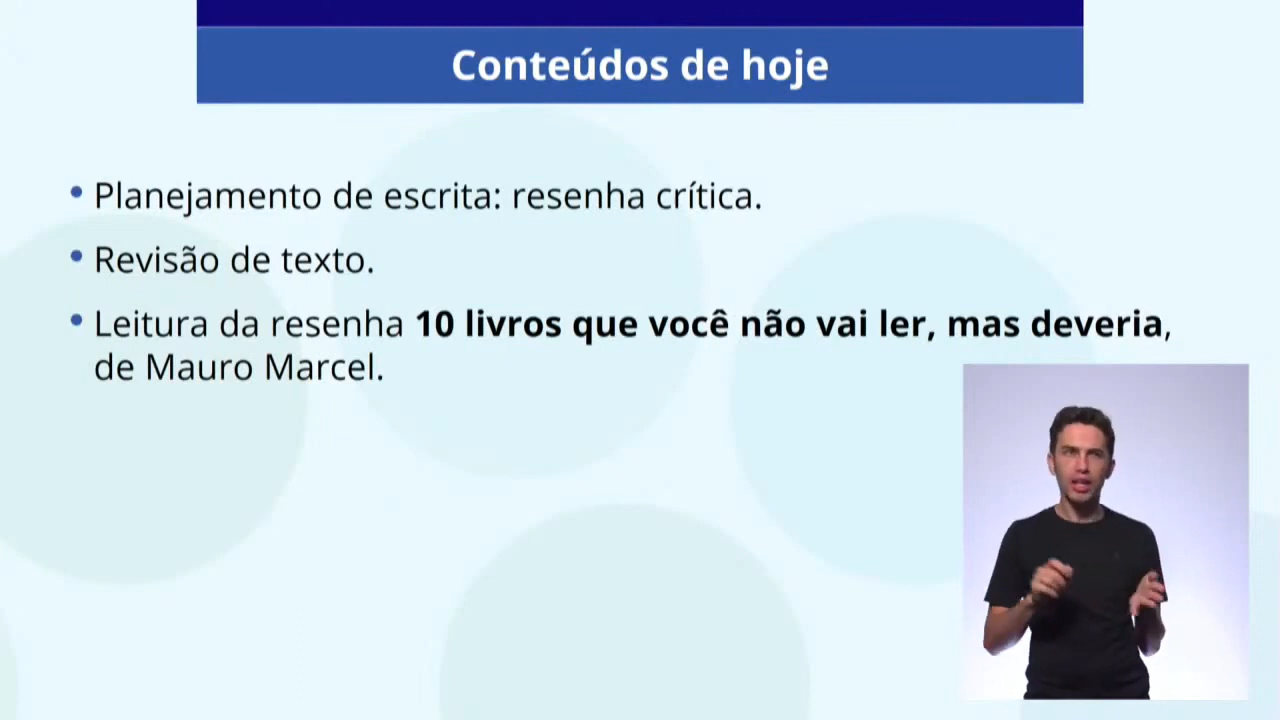 Conteúdos de hoje
• Planejamento de escrita: resenha crítica.
• Revisão de texto.
• Leitura da resenha 10 livros que você não vai ler, mas deveria,
de Mauro Marcel.